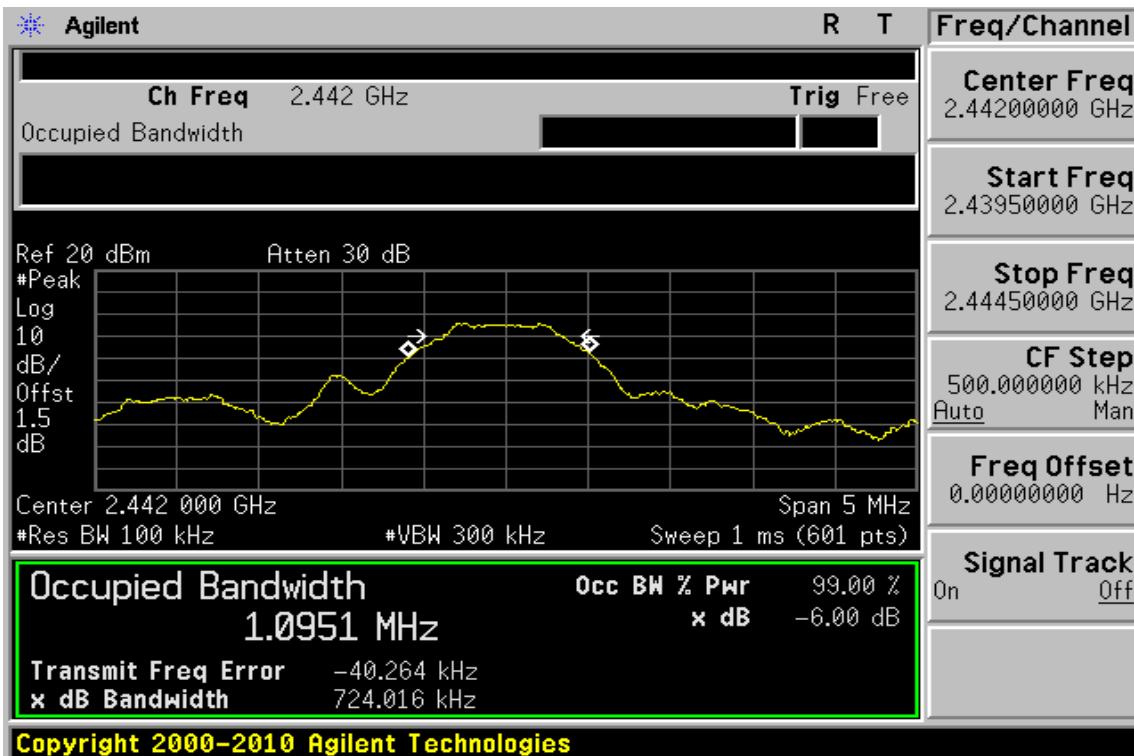 Agilent R T
Ch Freq 2.442 GHz Trig Free
Occupied Bandwidth
Ref 20 dBm Atten 30 dB
#Peak
Log
10
dB/
Offst
1.5
dB
Center 2.442 000 GHz Span 5 MHz
#Res BW 100 kHz #VBW 300 kHz Sweep 1 ms (601 pts)
Occupied Bandwidth
1.0951 MHz
Occ BW % Pwr 99.00 %
x dB -6.00 dB
Transmit Freq Error -40.264 kHz
x dB Bandwidth 724.016 kHz
Copyright 2000-2010 Agilent Technologies
Freq/Channel
Center Freq
2.44200000 GHz
Start Freq
2.43950000 GHz
Stop Freq
2.44450000 GHz
CF Step
500.000000 kHz
Auto Man
Freq Offset
0.00000000 Hz
Signal Track
On Off